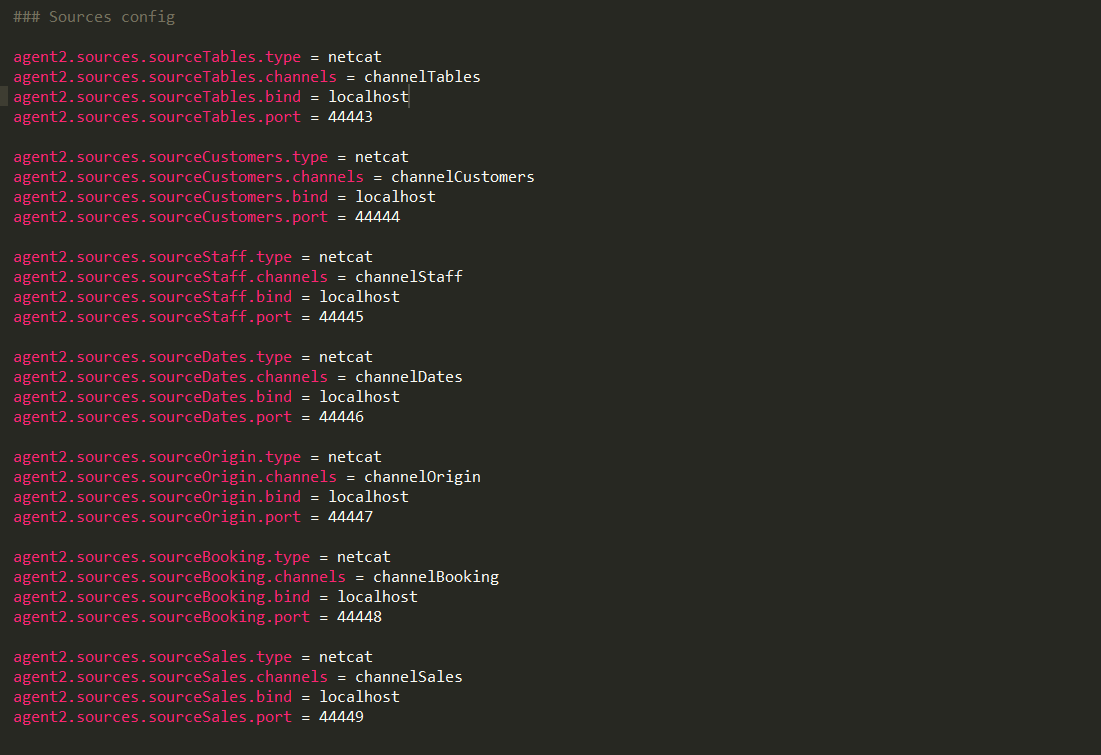 ### Sources config
agent2.sources.sourceTables.type = netcat
agent2.sources.sourceTables.channels = channelTables
agent2.sources.sourceTables.bind = localhost
agent2.sources.sourceTables.port = 44443
agent2.sources.sourceCustomers.type = netcat
agent2.sources.sourceCustomers.channels = channelCustomers
agent2.sources.sourceCustomers.bind = localhost
agent2.sources.sourceCustomers.port = 44444
agent2.sources.sourceStaff.type = netcat
agent2.sources.sourceStaff.channels = channelStaff
agent2.sources.sourceStaff.bind = localhost
agent2.sources.sourceStaff.port = 44445
agent2.sources.sourceDates.type = netcat
agent2.sources.sourceDates.channels = channelDates
agent2.sources.sourceDates.bind = localhost
agent2.sources.sourceDates.port = 44446
agent2.sources.sourceOrigin.type = netcat
agent2.sources.sourceOrigin.channels = channelOrigin
agent2.sources.sourceOrigin.bind = localhost
agent2.sources.sourceOrigin.port = 44447
agent2.sources.sourceBooking.type = netcat
agent2.sources.sourceBooking.channels = channelBooking
agent2.sources.sourceBooking.bind = localhost
agent2.sources.sourceBooking.port = 44448
agent2.sources.sourceSales.type = netcat
agent2.sources.sourceSales.channels = channelSales
agent2.sources.sourceSales.bind = localhost
agent2.sources.sourceSales.port = 44449